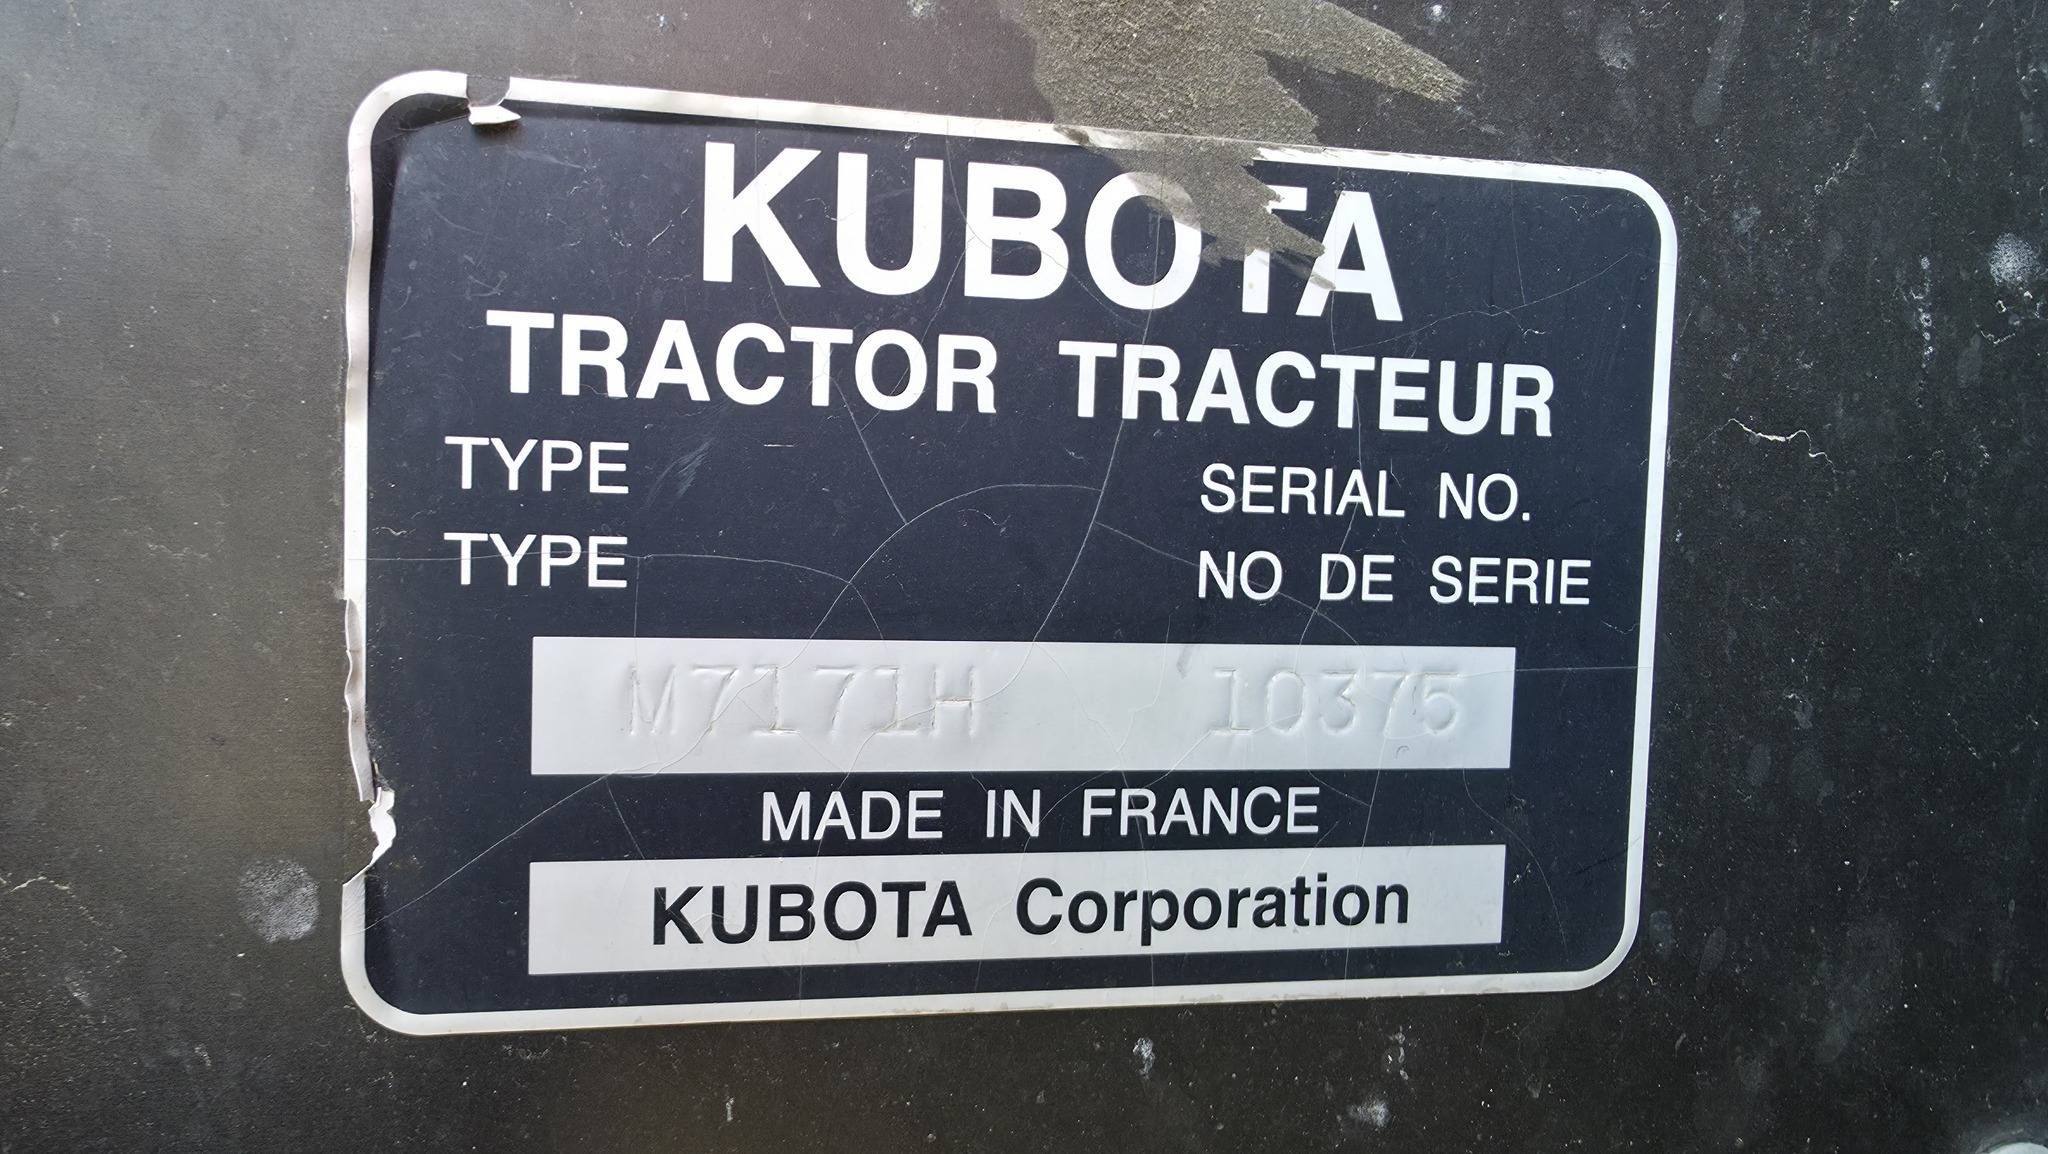 KUBOTA
TRACTOR TRACTEUR
TYPE SERIAL NO.
TYPE NO DE SERIE
M7171H 10375
MADE IN FRANCE
KUBOTA Corporation